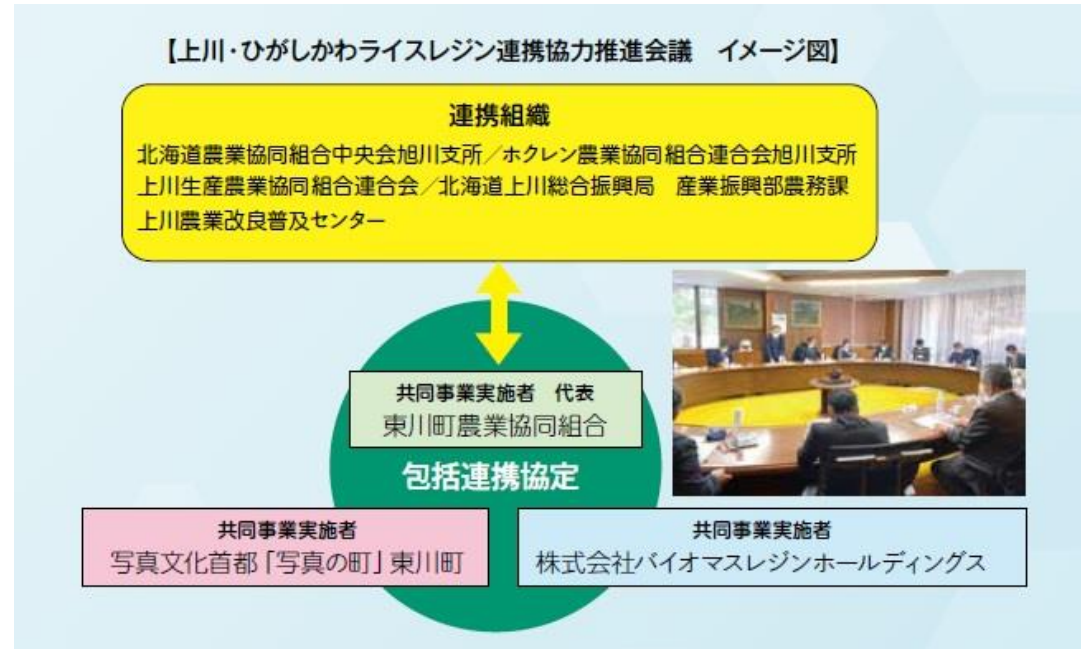 【上川・ひがしかわライスレジン連携協力推進会議　イメージ図】
連携組織
北海道農業協同組合中央会旭川支所／ホクレン農業協同組合連合会旭川支所
上川生産農業協同組合連合会／北海道上川総合振興局　産業振興部農務課
上川農業改良普及センター
共同事業実施者　代表
東川町農業協同組合
包括連携協定
共同事業実施者
写真文化首都「写真の町」東川町
共同事業実施者
株式会社バイオマスレジンホールディングス